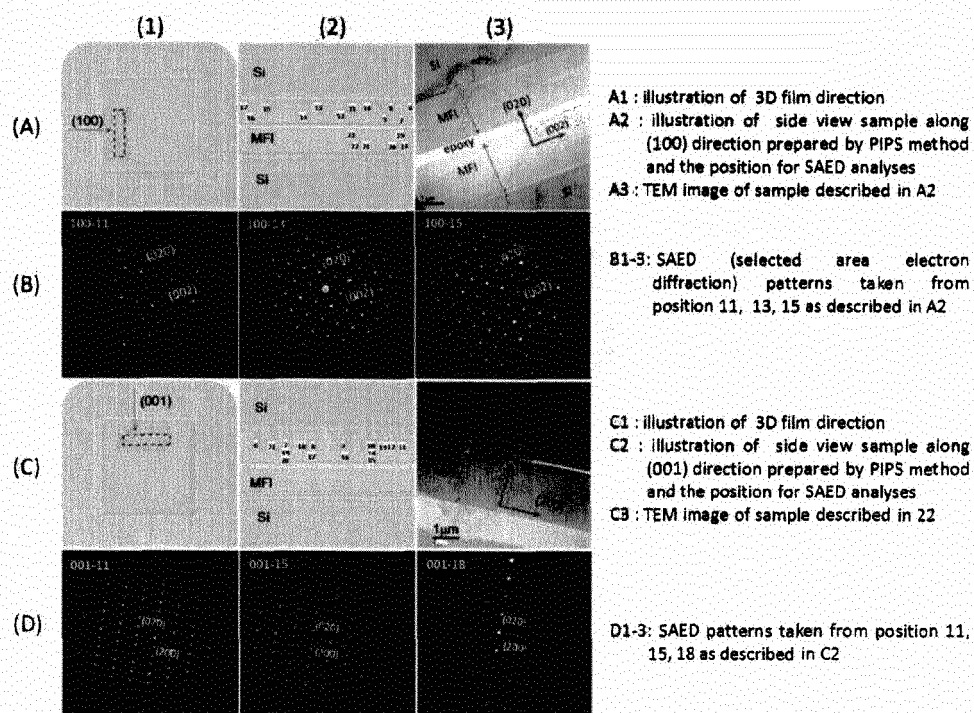 (1) (2) (3)
(A)
(100)
Si
MFI
Si
Si
MFI
epoxy
MFI
Si
(020)
(002)
A1 : illustration of 3D film direction
A2 : illustration of side view sample along
(100) direction prepared by PIPS method
and the position for SAED analyses
A3 : TEM image of sample described in A2
(B)
100-11
(020)
(002)
(020)
(002)
100-15
(002)
B1-3: SAED (selected area electron
diffraction) patterns taken from
position 11, 13, 15 as described in A2
(C)
(001)
Si
MFI
Si
1μm
C1 : illustration of 3D film direction
C2 : illustration of side view sample along
(001) direction prepared by PIPS method
and the position for SAED analyses
C3 : TEM image of sample described in 22
(D)
001-11
(020)
(200)
001-15
(020)
(200)
001-18
(020)
(200)
D1-3: SAED patterns taken from position 11,
15, 18 as described in C2